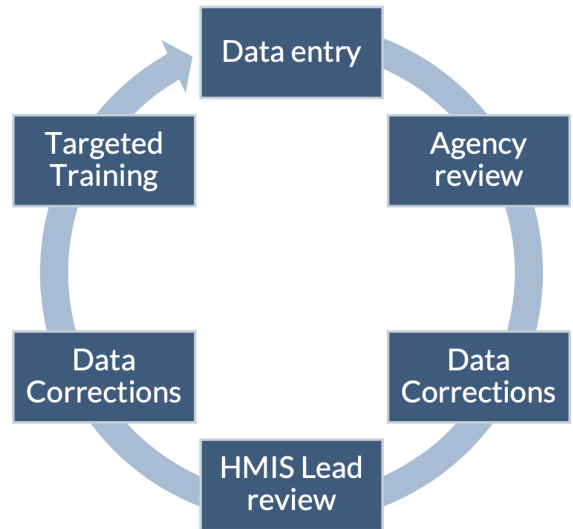 Data entry
Agency
review
Data
Corrections
HMIS Lead
review
Data
Corrections
Targeted
Training